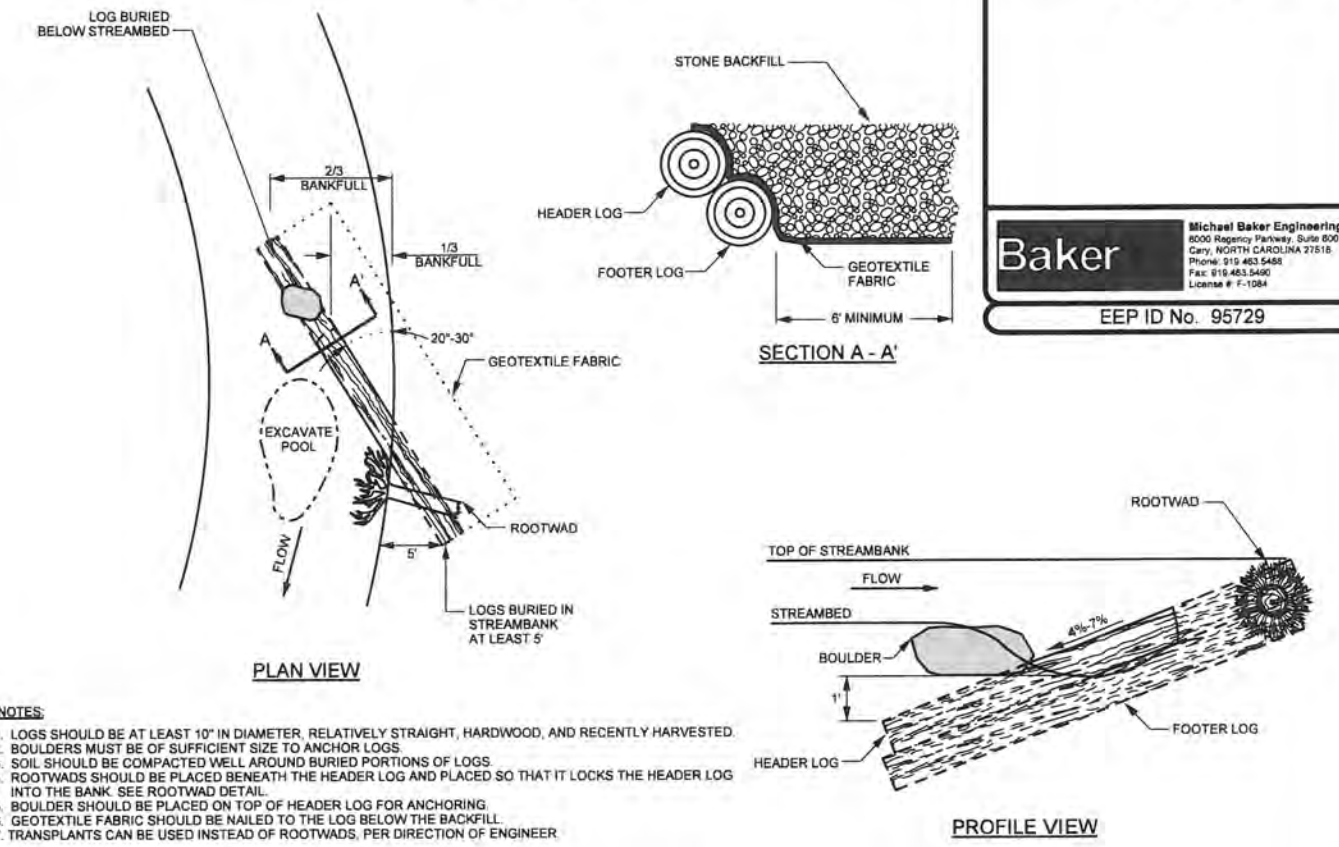 LOG BURIED
BELOW STREAMBED
2/3
BANKFULL
1/3
BANKFULL
A'
A
20°-30°
GEOTEXTILE FABRIC
EXCAVATE
POOL
ROOTWAD
5'
FLOW
LOGS BURIED IN
STREAMBANK
AT LEAST 5'
PLAN VIEW
STONE BACKFILL
HEADER LOG
FOOTER LOG
GEOTEXTILE
FABRIC
6' MINIMUM
SECTION A - A'
Baker
Michael Baker Engineering
8000 Regency Parkway, Suite 600
Cary, NORTH CAROLINA 27518
Phone: 919.463.5488
Fax: 919.463.5490
License #: F-1084
EEP ID No. 95729
ROOTWAD
TOP OF STREAMBANK
FLOW
STREAMBED
4%-7%
BOULDER
1'
FOOTER LOG
HEADER LOG
PROFILE VIEW
NOTES:
LOGS SHOULD BE AT LEAST 10" IN DIAMETER, RELATIVELY STRAIGHT, HARDWOOD, AND RECENTLY HARVESTED.
BOULDERS MUST BE OF SUFFICIENT SIZE TO ANCHOR LOGS.
SOIL SHOULD BE COMPACTED WELL AROUND BURIED PORTIONS OF LOGS.
ROOTWADS SHOULD BE PLACED BENEATH THE HEADER LOG AND PLACED SO THAT IT LOCKS THE HEADER LOG
INTO THE BANK. SEE ROOTWAD DETAIL.
BOULDER SHOULD BE PLACED ON TOP OF HEADER LOG FOR ANCHORING.
GEOTEXTILE FABRIC SHOULD BE NAILED TO THE LOG BELOW THE BACKFILL.
TRANSPLANTS CAN BE USED INSTEAD OF ROOTWADS, PER DIRECTION OF ENGINEER